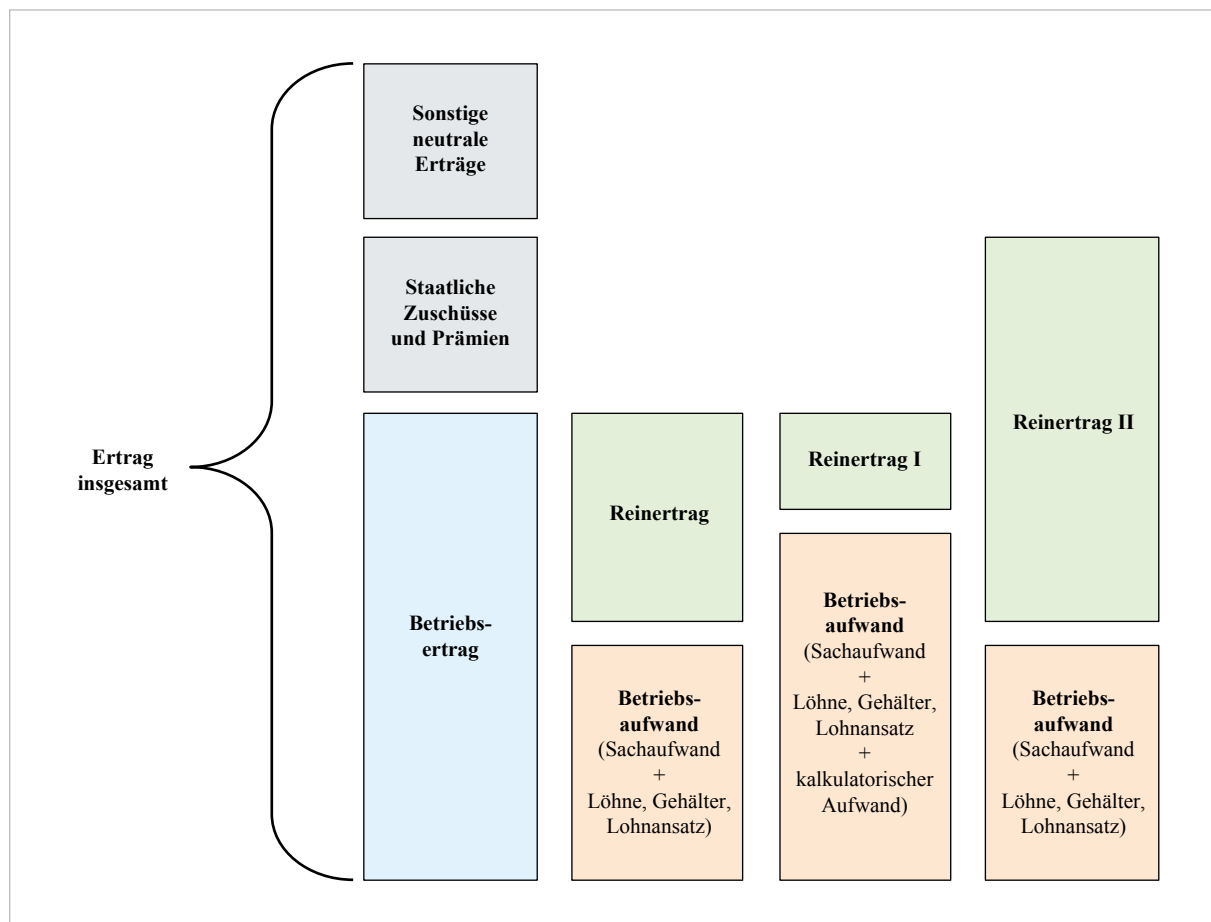 Ertrag
insgesamt
Sonstige
neutrale
Erträge
Staatliche
Zuschüsse
und Prämien
Betriebs-
ertrag
Reinertrag
Betriebs-
aufwand
(Sachaufwand
+
Löhne, Gehälter,
Lohnansatz)
Reinertrag I
Betriebs-
aufwand
(Sachaufwand
+
Löhne, Gehälter,
Lohnansatz
+
kalkulatorischer
Aufwand)
Reinertrag II
Betriebs-
aufwand
(Sachaufwand
+
Löhne, Gehälter,
Lohnansatz)